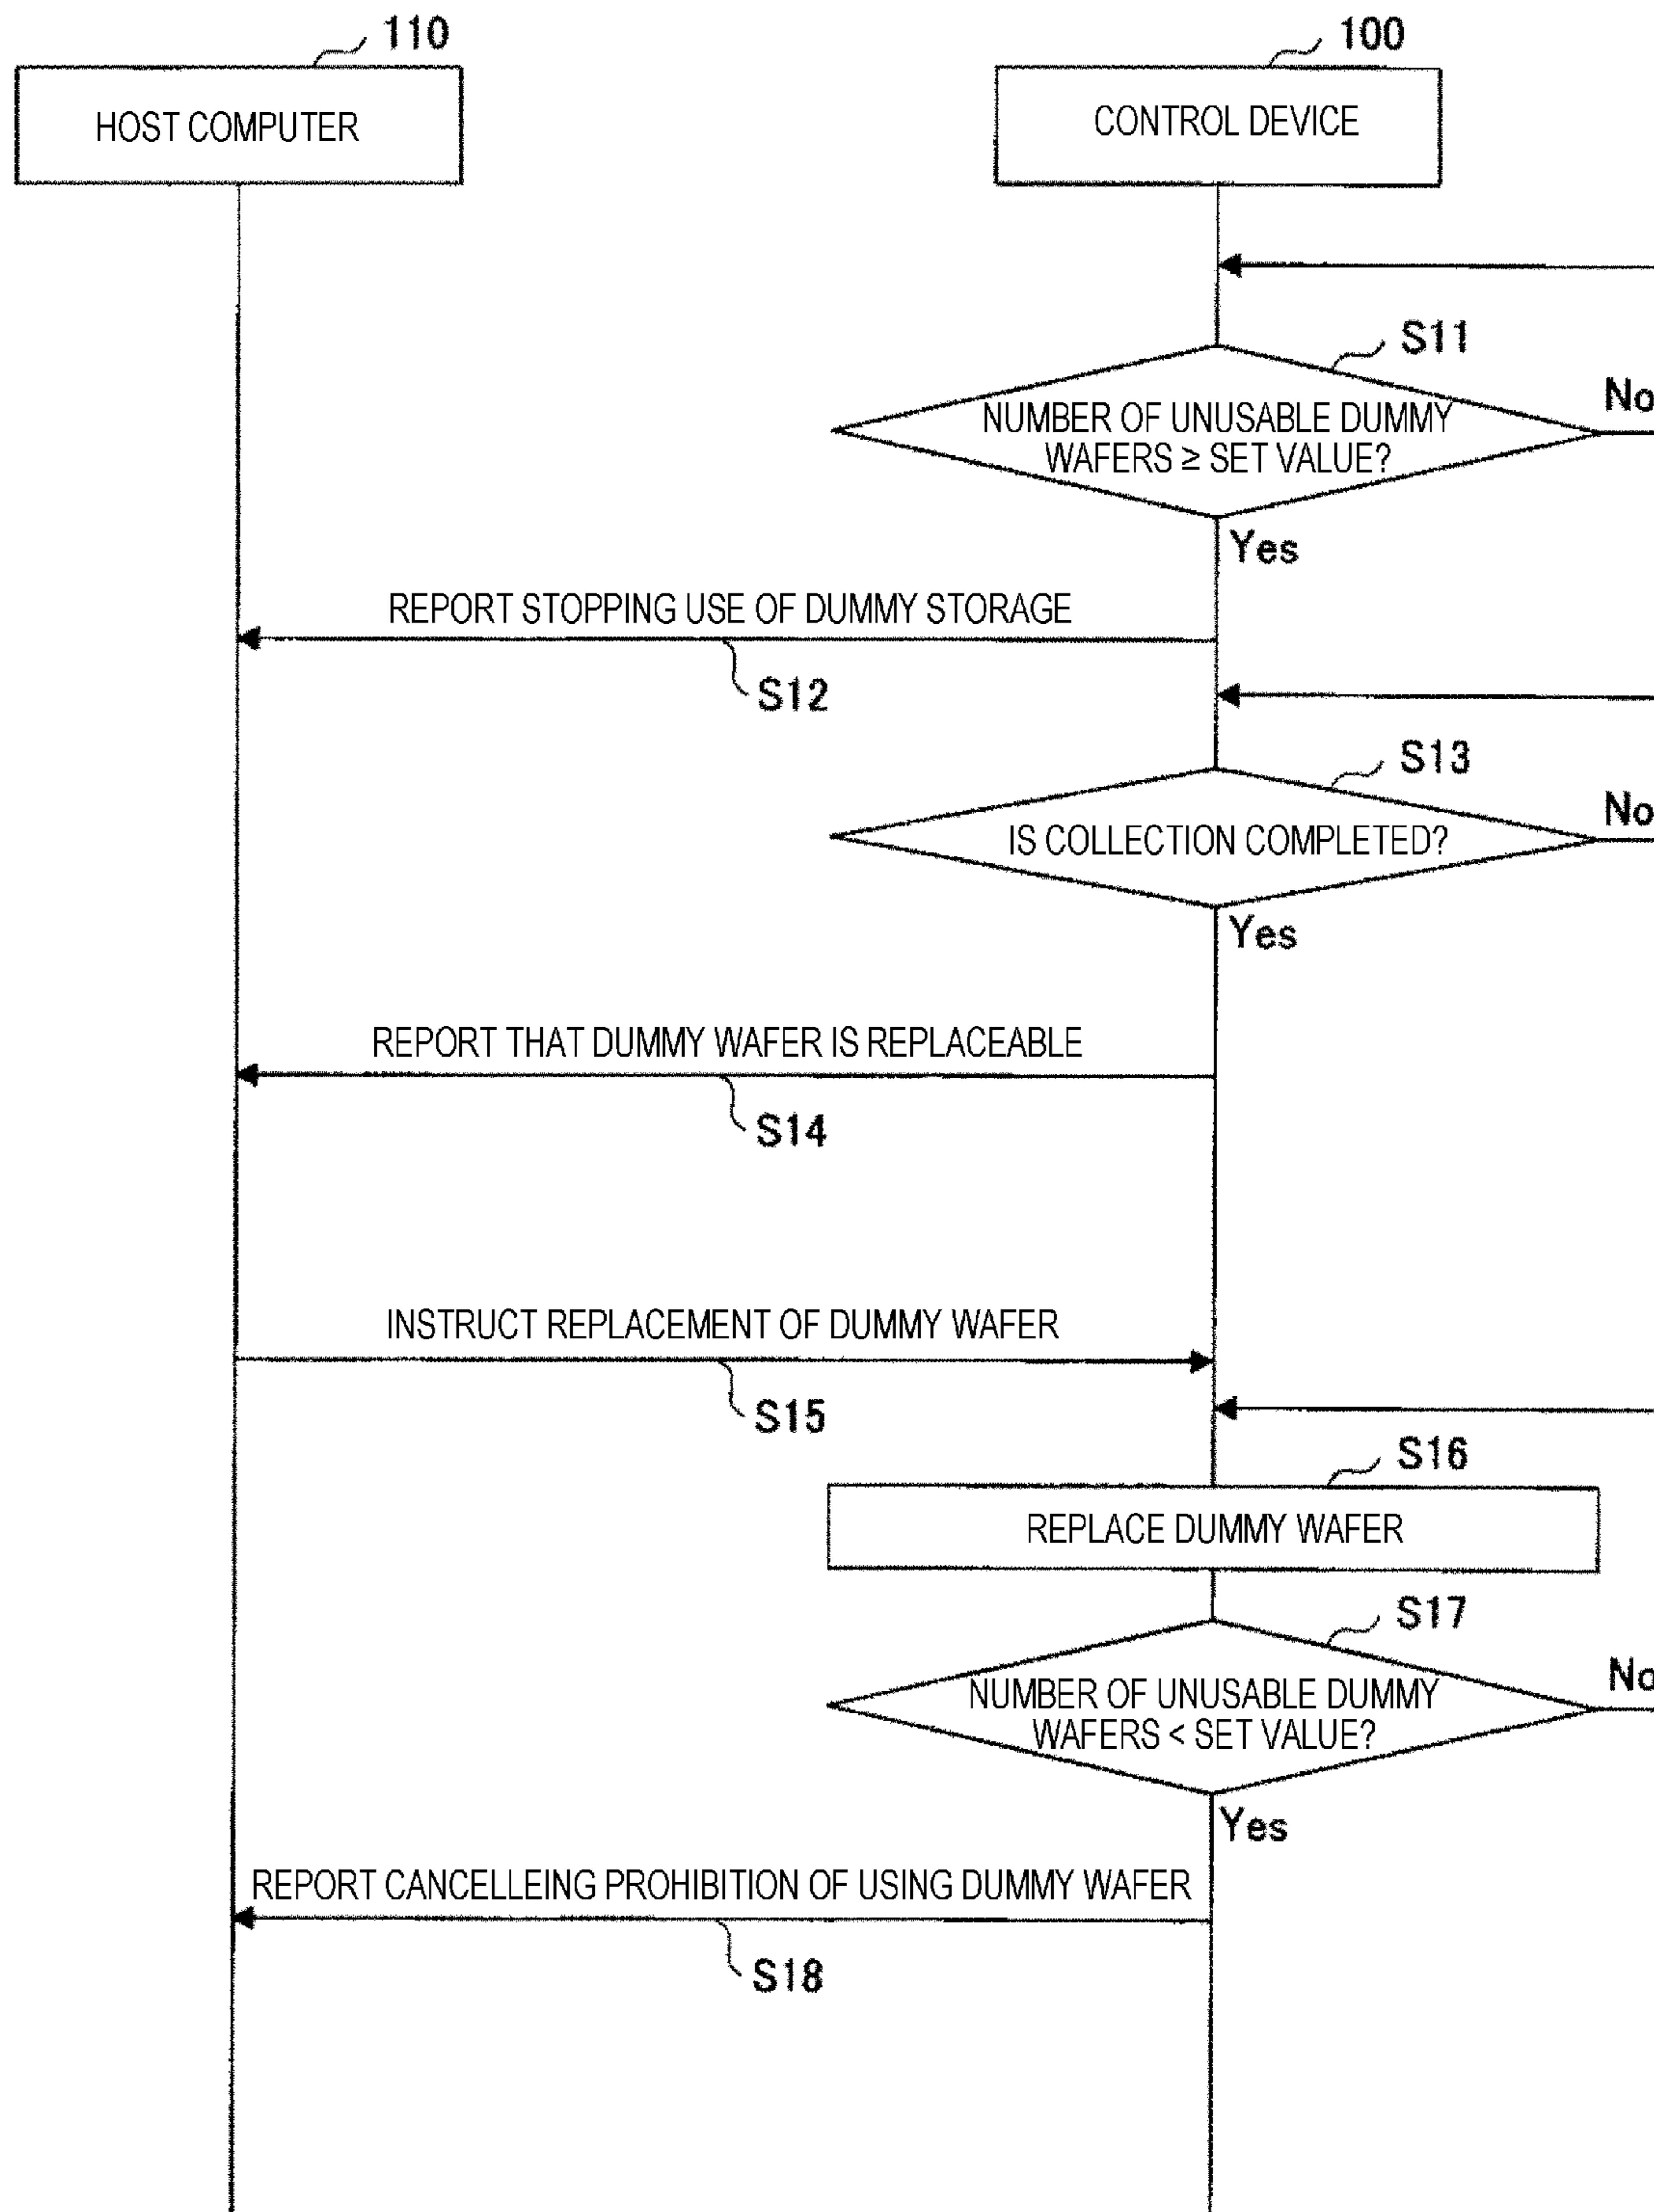 110
100
HOST COMPUTER
CONTROL DEVICE
S11
No
NUMBER OF UNUSABLE DUMMY
WAFERS ≥ SET VALUE?
Yes
REPORT STOPPING USE OF DUMMY STORAGE
S12
S13
No
IS COLLECTION COMPLETED?
Yes
REPORT THAT DUMMY WAFER IS REPLACEABLE
S14
INSTRUCT REPLACEMENT OF DUMMY WAFER
S15
S16
REPLACE DUMMY WAFER
S17
No
NUMBER OF UNUSABLE DUMMY
WAFERS < SET VALUE?
Yes
REPORT CANCELLEING PROHIBITION OF USING DUMMY WAFER
S18